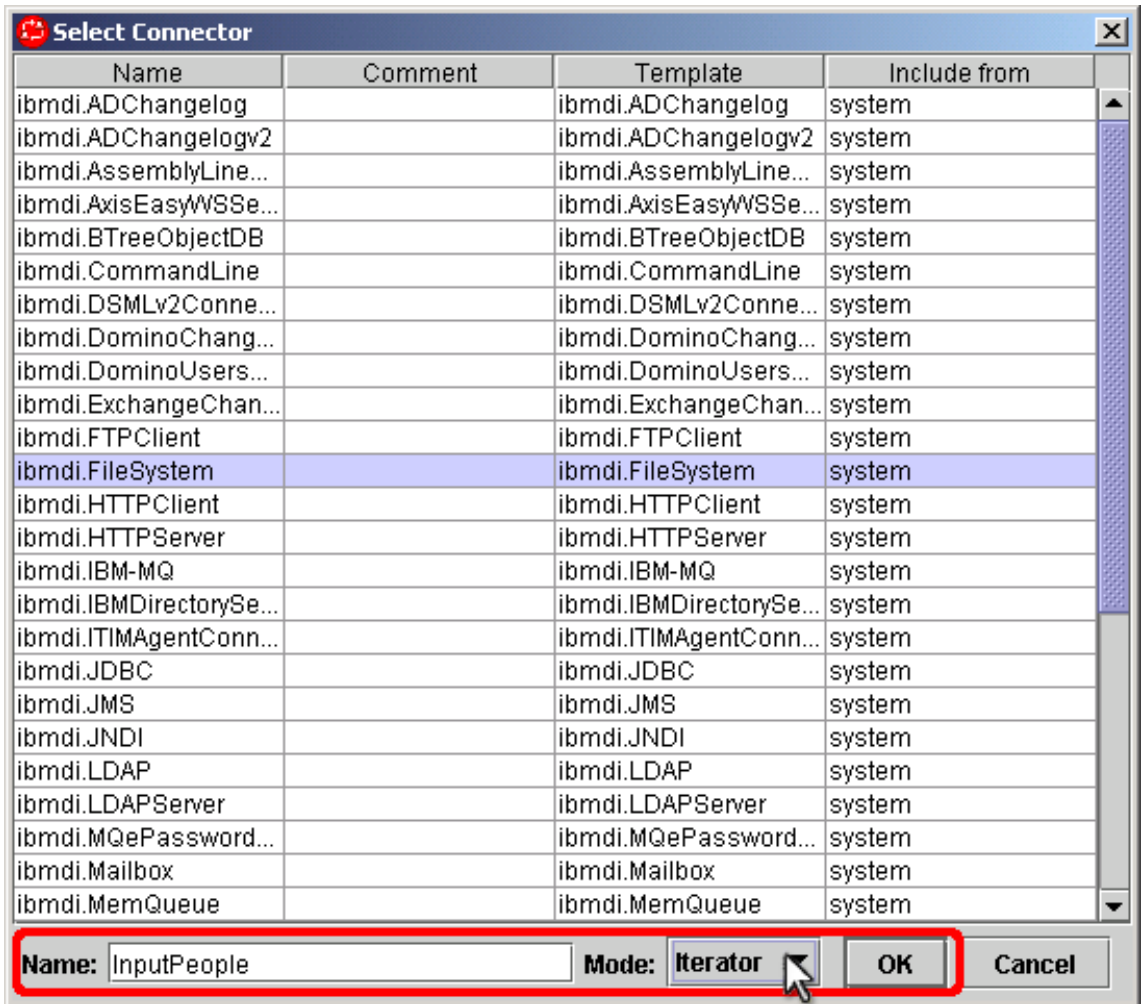 Select Connector
Name Comment Template Include from
ibmdi.ADChangelog ibmdi.ADChangelog system
ibmdi.ADChangelogv2 ibmdi.ADChangelogv2 system
ibmdi.AssemblyLine... ibmdi.AssemblyLine... system
ibmdi.AxisEasyWSSe... ibmdi.AxisEasyWSSe... system
ibmdi.BTreeObjectDB ibmdi.BTreeObjectDB system
ibmdi.CommandLine ibmdi.CommandLine system
ibmdi.DSMLv2Conne... ibmdi.DSMLv2Conne... system
ibmdi.DominoChang... ibmdi.DominoChang... system
ibmdi.DominoUsers... ibmdi.DominoUsers... system
ibmdi.ExchangeChan... ibmdi.ExchangeChan... system
ibmdi.FTPClient ibmdi.FTPClient system
ibmdi.FileSystem ibmdi.FileSystem system
ibmdi.HTTPClient ibmdi.HTTPClient system
ibmdi.HTTPServer ibmdi.HTTPServer system
ibmdi.IBM-MQ ibmdi.IBM-MQ system
ibmdi.IBMDirectorySe... ibmdi.IBMDirectorySe... system
ibmdi.ITIMAgentConn... ibmdi.ITIMAgentConn... system
ibmdi.JDBC ibmdi.JDBC system
ibmdi.JMS ibmdi.JMS system
ibmdi.JNDI ibmdi.JNDI system
ibmdi.LDAP ibmdi.LDAP system
ibmdi.LDAPServer ibmdi.LDAPServer system
ibmdi.MQePassword... ibmdi.MQePassword... system
ibmdi.Mailbox ibmdi.Mailbox system
ibmdi.MemQueue ibmdi.MemQueue system
Name: InputPeople Mode: Iterator OK Cancel